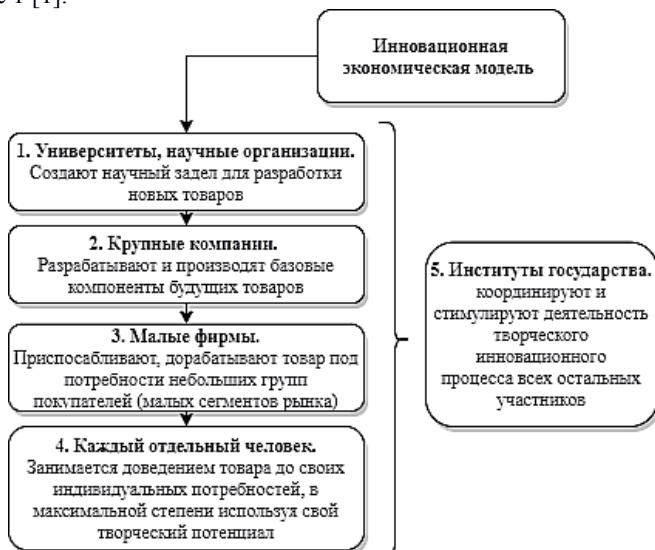 [1].
Инновационная
экономическая модель
1. Университеты, научные организации.
Создают научный задел для разработки
новых товаров
2. Крупные компании.
Разрабатывают и производят базовые
компоненты будущих товаров
3. Малые фирмы.
Приспосабливают, дорабатывают товар под
потребности небольших групп
покупателей (малых сегментов рынка)
4. Каждый отдельный человек.
Занимается доведением товара до своих
индивидуальных потребностей, в
максимальной степени используя свой
творческий потенциал
5. Институты государства.
координируют и
стимулируют деятельность
творческого
инновационного
процесса всех остальных
участников